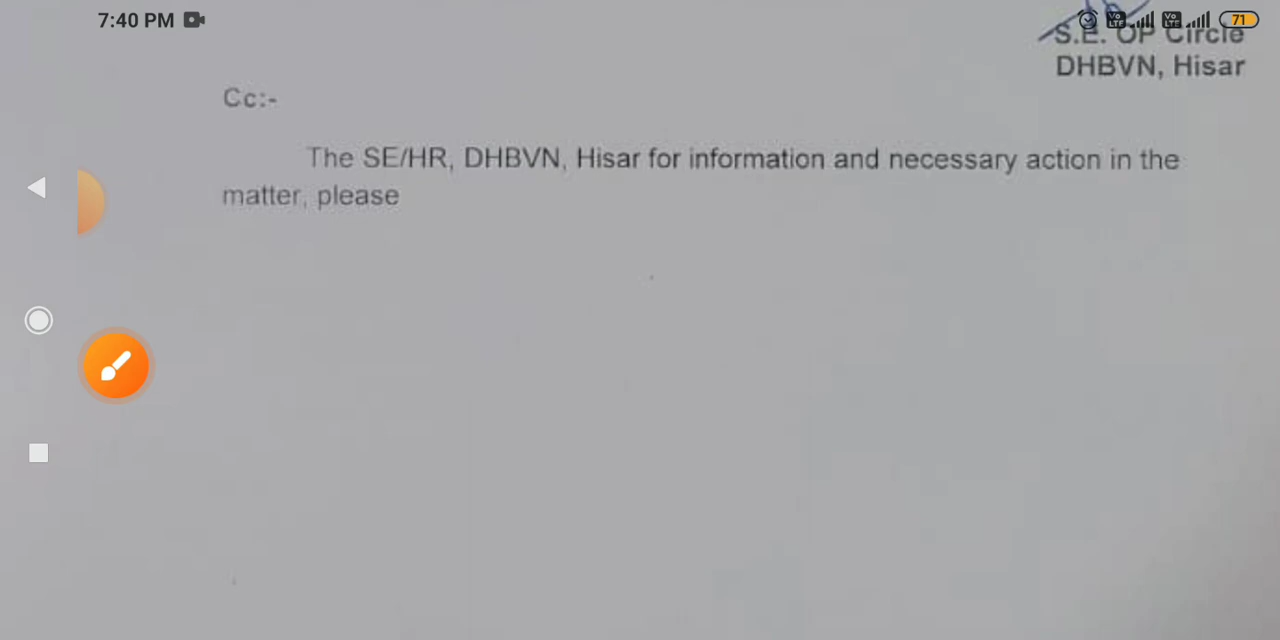 7:40 PM
71
S.E. OP Circle
DHBVN, Hisar
Cc:-
The SE/HR, DHBVN, Hisar for information and necessary action in the
matter, please